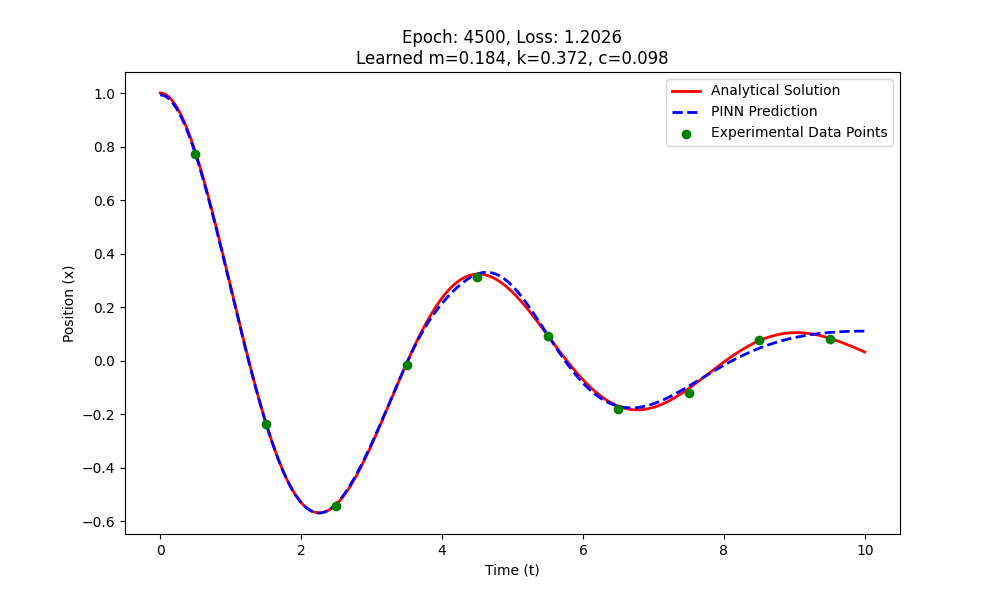 Epoch: 4500, Loss: 1.2026
Learned m=0.184, k=0.372, c=0.098
Analytical Solution
PINN Prediction
Experimental Data Points
1.0
0.8
0.6
0.4
0.2
0.0
−0.2
−0.4
−0.6
Position (x)
0 2 4 6 8 10
Time (t)